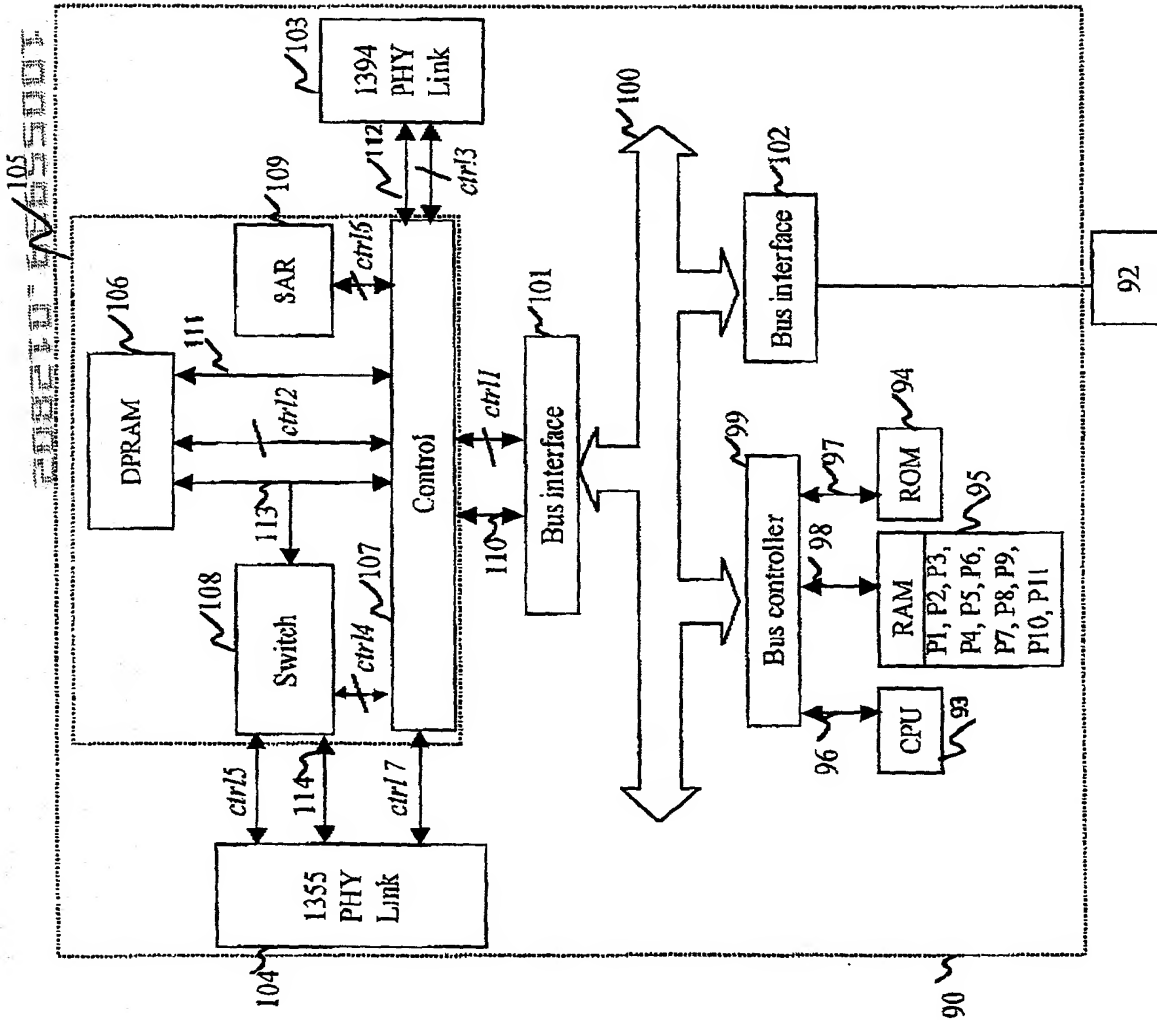 105
103
1394
PHY
Link
112
ctrl3
109
SAR
ctrl6
106
DPRAM
111
ctrl2
113
108
Switch
ctrl4
107
Control
ctrl5
114
ctrl7
1355
PHY
Link
104
110
ctrl1
101
Bus interface
100
102
Bus interface
99
Bus controller
96
98
97
94
ROM
95
RAM
P1, P2, P3,
P4, P5, P6,
P7, P8, P9,
P10, P11
CPU
93
90
92